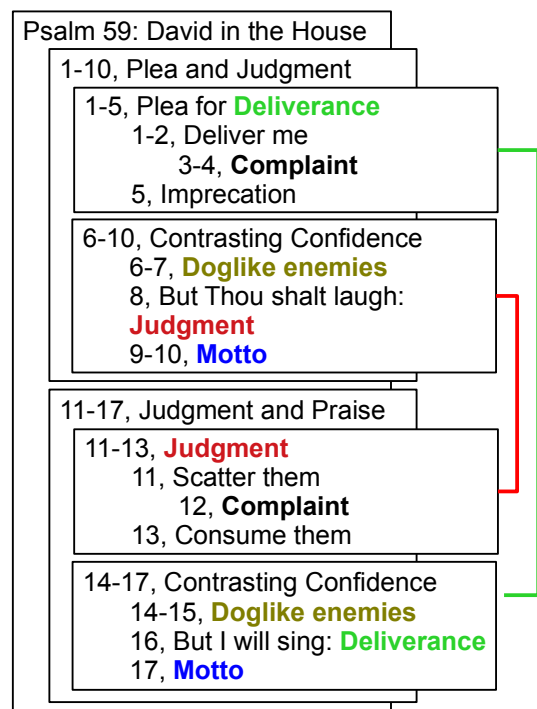 Psalm 59: David in the House
1-10, Plea and Judgment
1-5, Plea for Deliverance
1-2, Deliver me
3-4, Complaint
5, Imprecation
6-10, Contrasting Confidence
6-7, Doglike enemies
8, But Thou shalt laugh:
Judgment
9-10, Motto
11-17, Judgment and Praise
11-13, Judgment
11, Scatter them
12, Complaint
13, Consume them
14-17, Contrasting Confidence
14-15, Doglike enemies
16, But I will sing: Deliverance
17, Motto